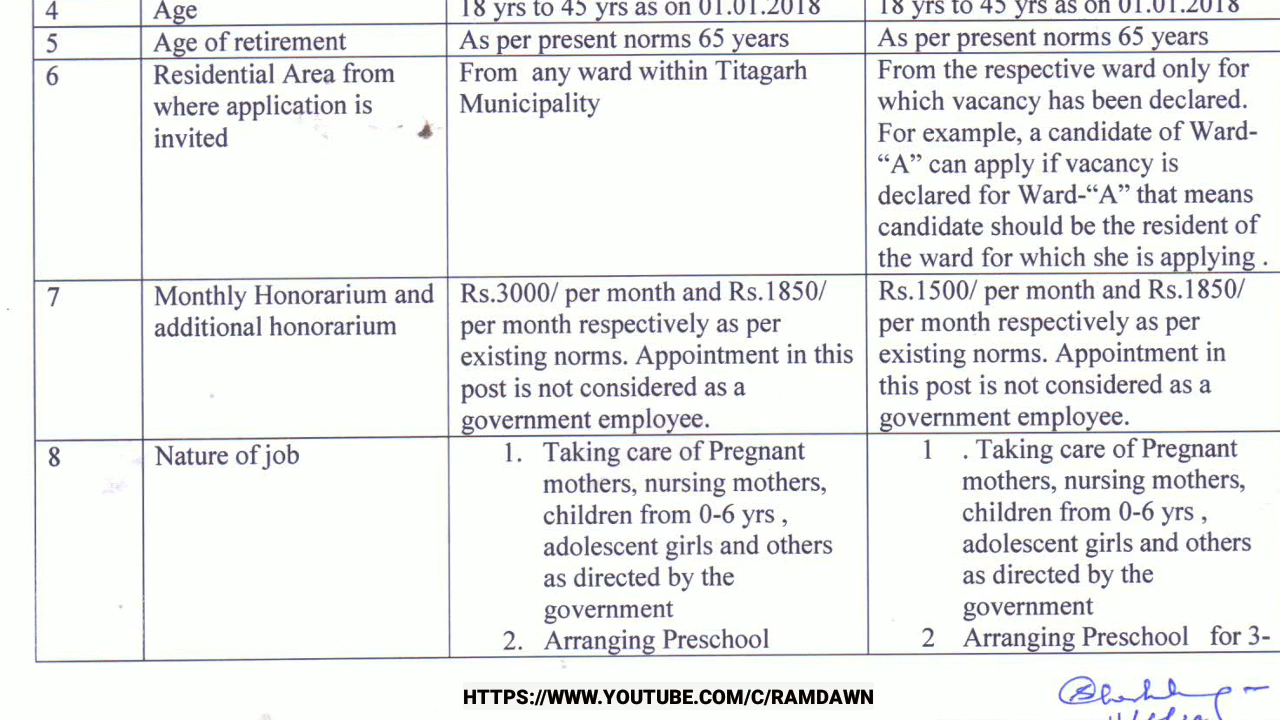 4
Age
18 yrs to 45 yrs as on 01.01.2018
18 yrs to 45 yrs as on 01.01.2018
5
Age of retirement
As per present norms 65 years
As per present norms 65 years
6
Residential Area from
where application is
invited
From any ward within Titagarh
Municipality
From the respective ward only for
which vacancy has been declared.
For example, a candidate of Ward-
“A” can apply if vacancy is
declared for Ward-“A” that means
candidate should be the resident of
the ward for which she is applying .
7
Monthly Honorarium and
additional honorarium
Rs.3000/ per month and Rs.1850/
per month respectively as per
existing norms. Appointment in this
post is not considered as a
government employee.
Rs.1500/ per month and Rs.1850/
per month respectively as per
existing norms. Appointment in
this post is not considered as a
government employee.
8
Nature of job
1. Taking care of Pregnant
mothers, nursing mothers,
children from 0-6 yrs ,
adolescent girls and others
as directed by the
government
2. Arranging Preschool
1 . Taking care of Pregnant
mothers, nursing mothers,
children from 0-6 yrs ,
adolescent girls and others
as directed by the
government
2 Arranging Preschool for 3-
HTTPS://WWW.YOUTUBE.COM/C/RAMDAWN